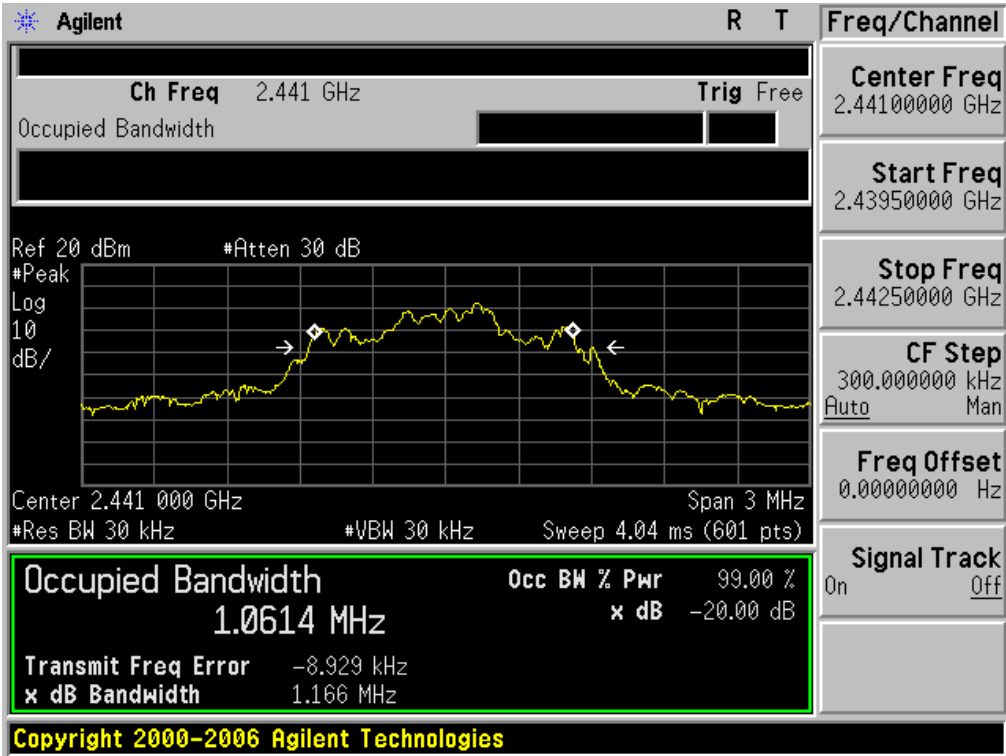 Agilent R T
Ch Freq 2.441 GHz Trig Free
Occupied Bandwidth
Ref 20 dBm #Atten 30 dB
#Peak
Log
10
dB/
Center 2.441 000 GHz Span 3 MHz
#Res BW 30 kHz #VBW 30 kHz Sweep 4.04 ms (601 pts)
Occupied Bandwidth
1.0614 MHz
Occ BW % Pwr 99.00 %
x dB -20.00 dB
Transmit Freq Error -8.929 kHz
x dB Bandwidth 1.166 MHz
Copyright 2000-2006 Agilent Technologies
Freq/Channel
Center Freq
2.44100000 GHz
Start Freq
2.43950000 GHz
Stop Freq
2.44250000 GHz
CF Step
300.000000 kHz
Auto Man
Freq Offset
0.00000000 Hz
Signal Track
On Off